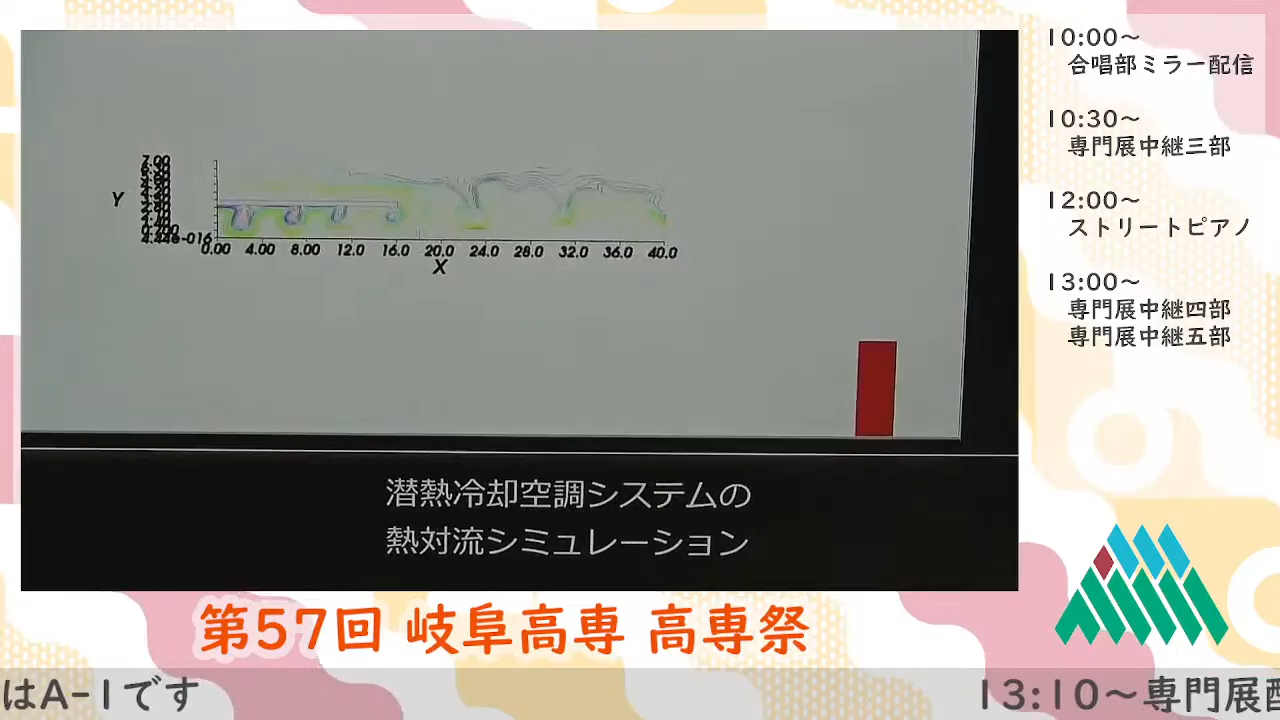 10:00～
合唱部ミラー配信
10:30～
専門展中継三部
12:00～
ストリートピアノ
13:00～
専門展中継四部
専門展中継五部
7.00
Y
0.00 4.00 8.00 12.0 16.0 20.0 24.0 28.0 32.0 36.0 40.0
X
潜熱冷却空調システムの
熱対流シミュレーション
第57回 岐阜高専 高専祭
はA-1です
13:10～専門展配